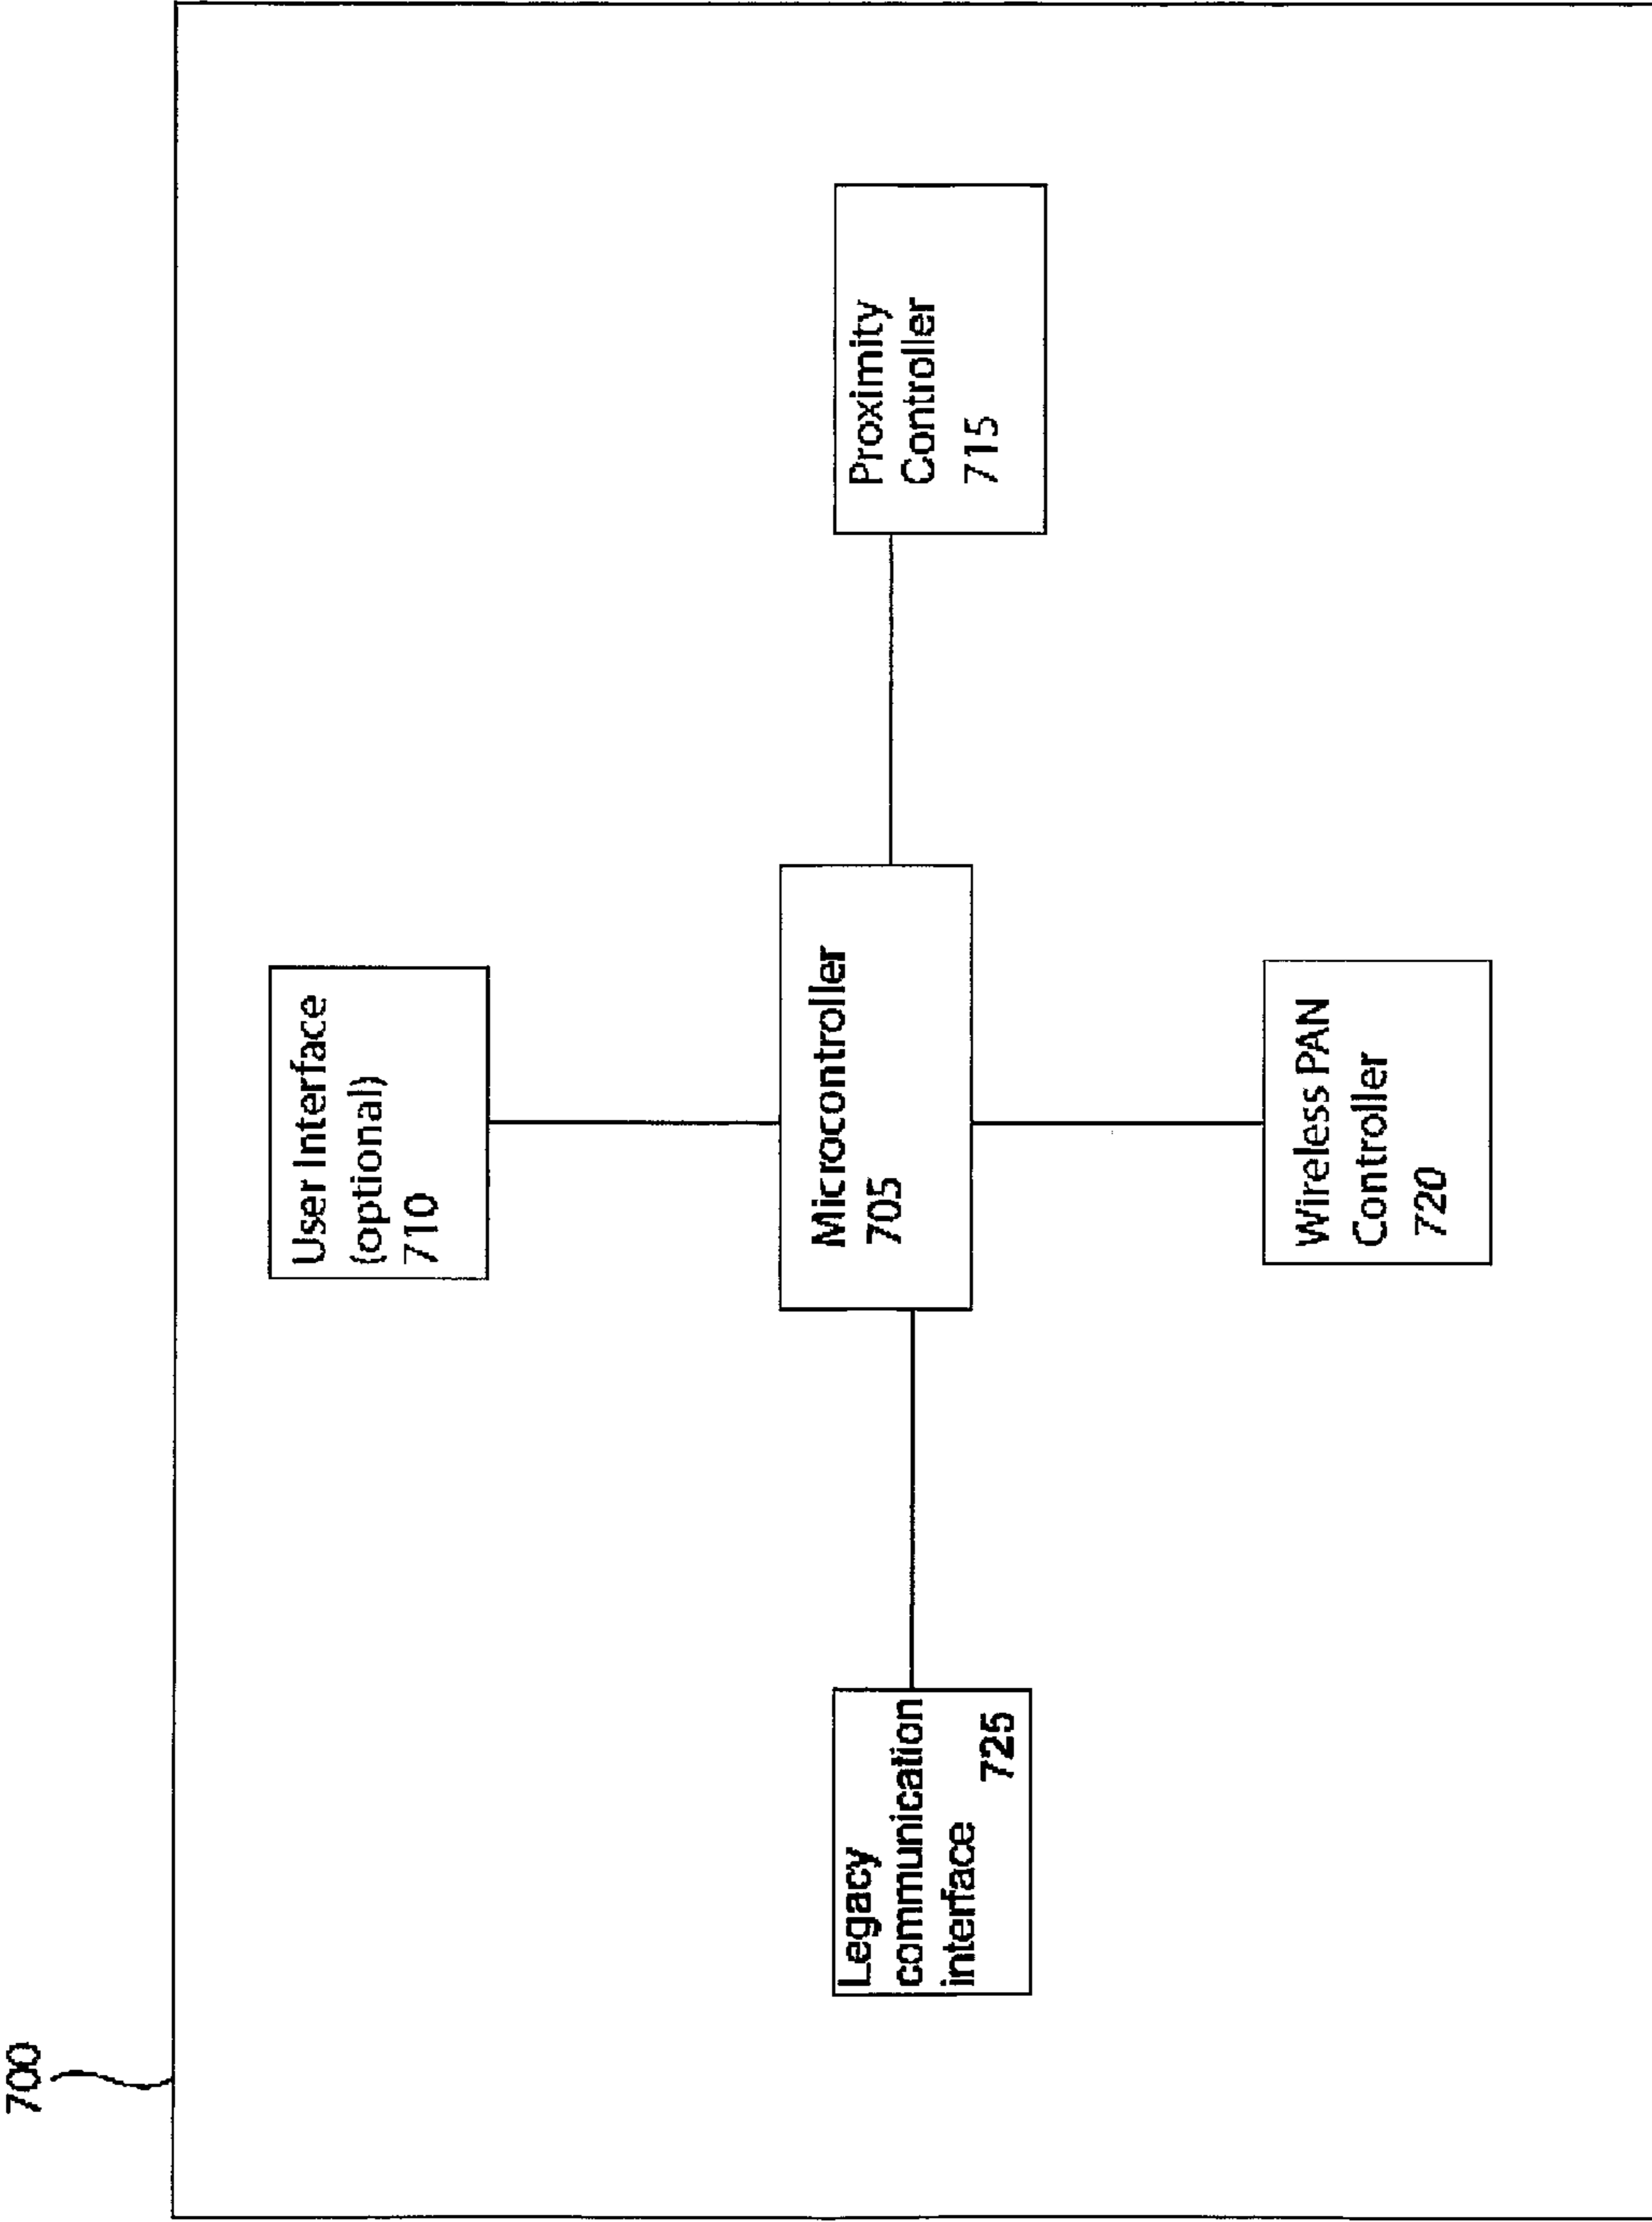 700
User Interface
(optional)
710
Legacy
communication
interface
725
Microcontroller
705
Proximity
Controller
715
Wireless PAN
Controller
720